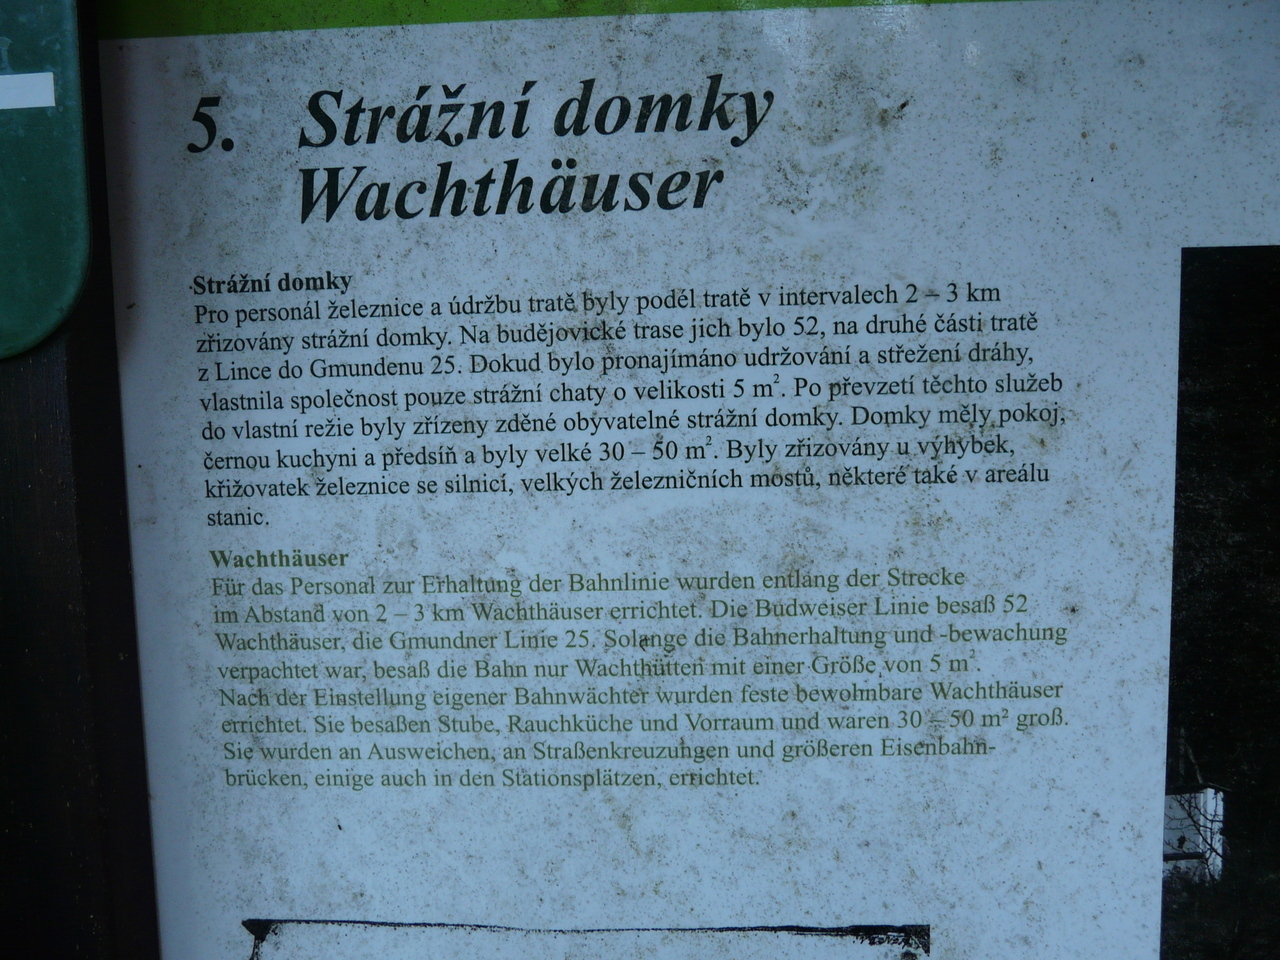 5. Strážní domky
Wachthäuser
Strážní domky
Pro personál železnice a údržbu tratě byly podél tratě v intervalech 2 – 3 km
zřizovány strážní domky. Na budějovické trase jich bylo 52, na druhé části tratě
z Lince do Gmundenu 25. Dokud bylo pronajímáno udržování a střežení dráhy,
vlastnila společnost pouze strážní chaty o velikosti 5 m². Po převzetí těchto služeb
do vlastní režie byly zřízeny zděné obývatelné strážní domky. Domky měly pokoj,
černou kuchyni a předsíň a byly velké 30 – 50 m². Byly zřizovány u výhybek,
křižovatek železnice se silnicí, velkých železničních mostů, některé také v areálu
stanic.
Wachthäuser
Für das Personal zur Erhaltung der Bahnlinie wurden entlang der Strecke
im Abstand von 2 – 3 km Wachthäuser errichtet. Die Budweiser Linie besaß 52
Wachthäuser, die Gmundner Linie 25. Solange die Bahnerhaltung und -bewachung
verpachtet war, besaß die Bahn nur Wachthütten mit einer Größe von 5 m².
Nach der Einstellung eigener Bahnwächter wurden feste bewohnbare Wachthäuser
errichtet. Sie besaßen Stube, Rauchküche und Vorraum und waren 30 – 50 m² groß.
Sie wurden an Ausweichen, an Straßenkreuzungen und größeren Eisenbahn-
brücken, einige auch in den Stationsplätzen, errichtet.